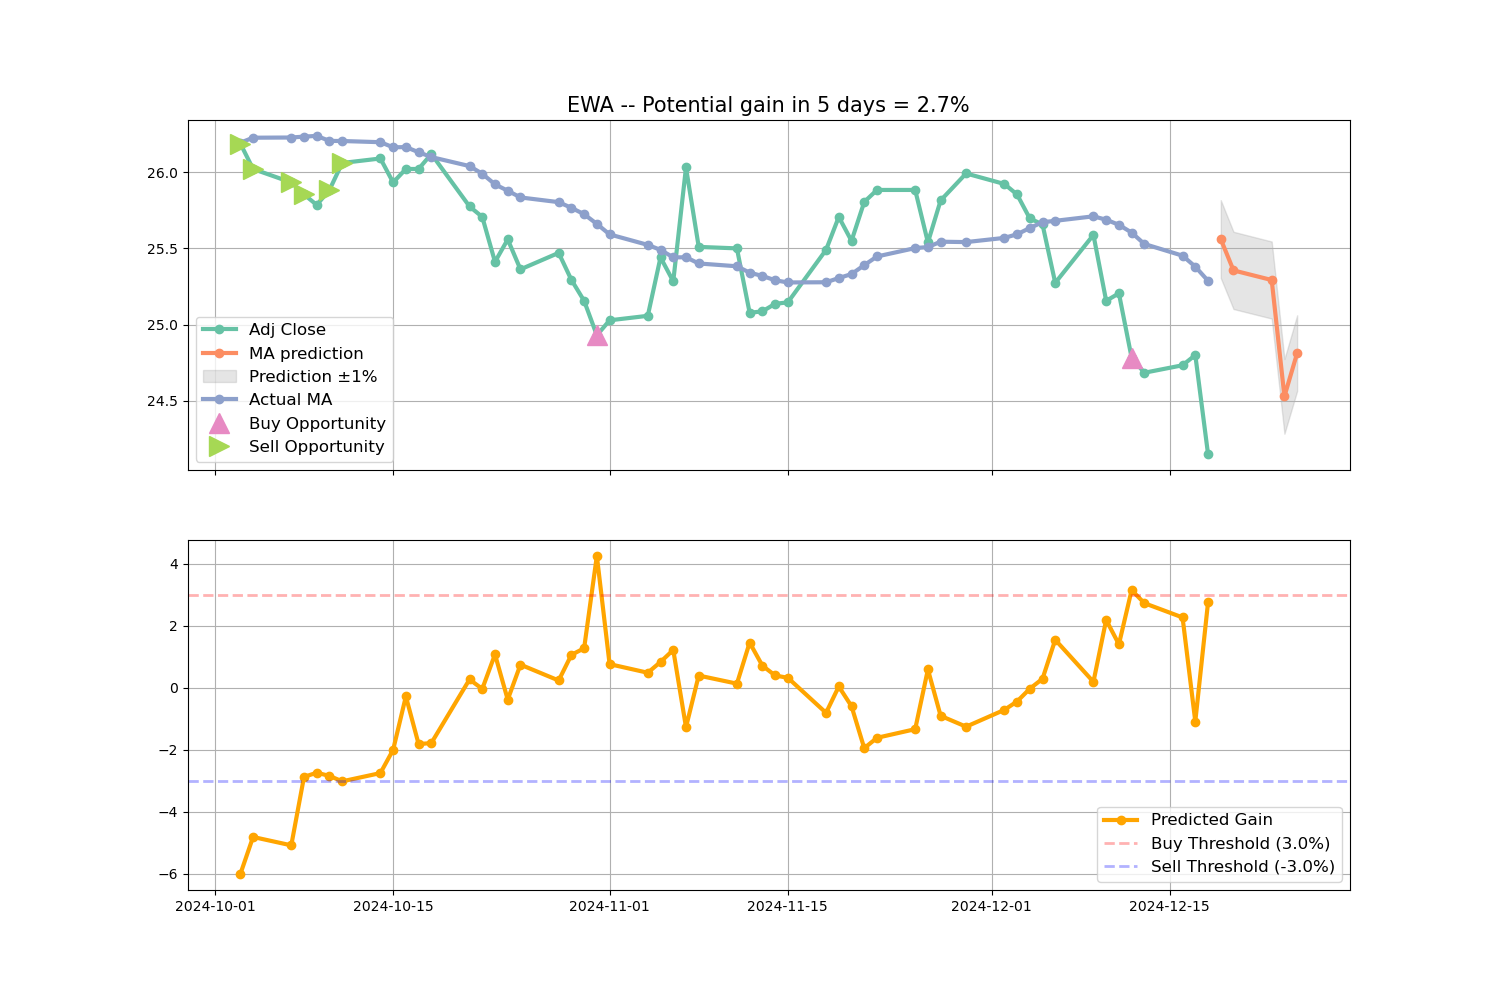 EWA -- Potential gain in 5 days = 2.7%
26.0
25.5
25.0
24.5
Adj Close
MA prediction
Prediction ±1%
Actual MA
Buy Opportunity
Sell Opportunity
4
2
0
−2
−4
−6
Predicted Gain
Buy Threshold (3.0%)
Sell Threshold (-3.0%)
2024-10-01
2024-10-15
2024-11-01
2024-11-15
2024-12-01
2024-12-15